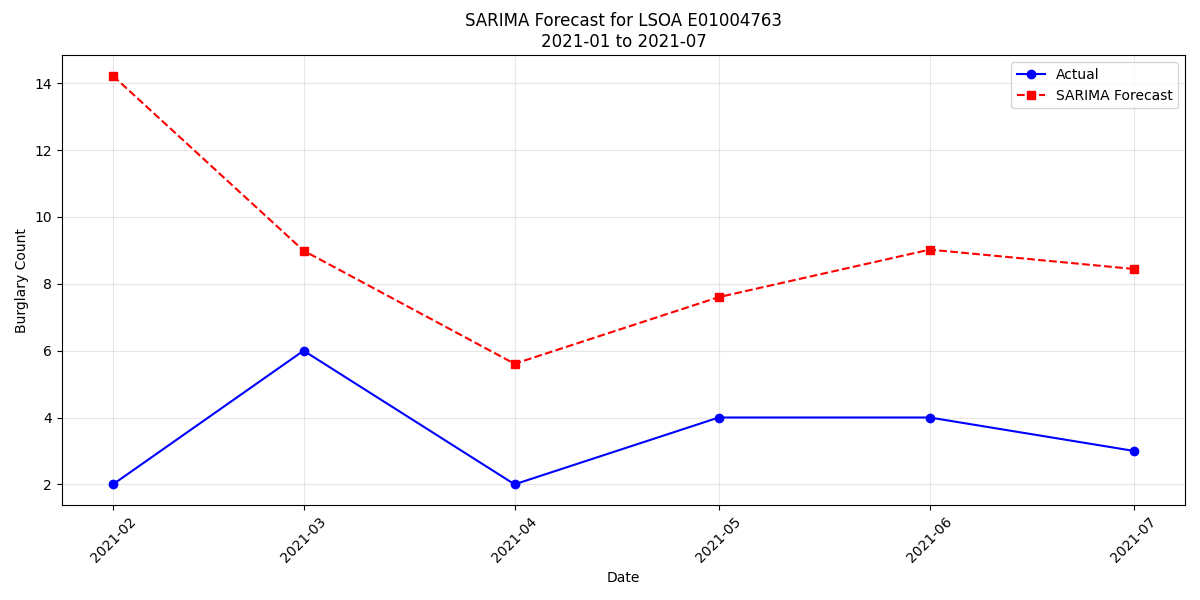 SARIMA Forecast for LSOA E01004763
2021-01 to 2021-07
Actual
SARIMA Forecast
Burglary Count
14
12
10
8
6
4
2
2021-02
2021-03
2021-04
2021-05
2021-06
2021-07
Date